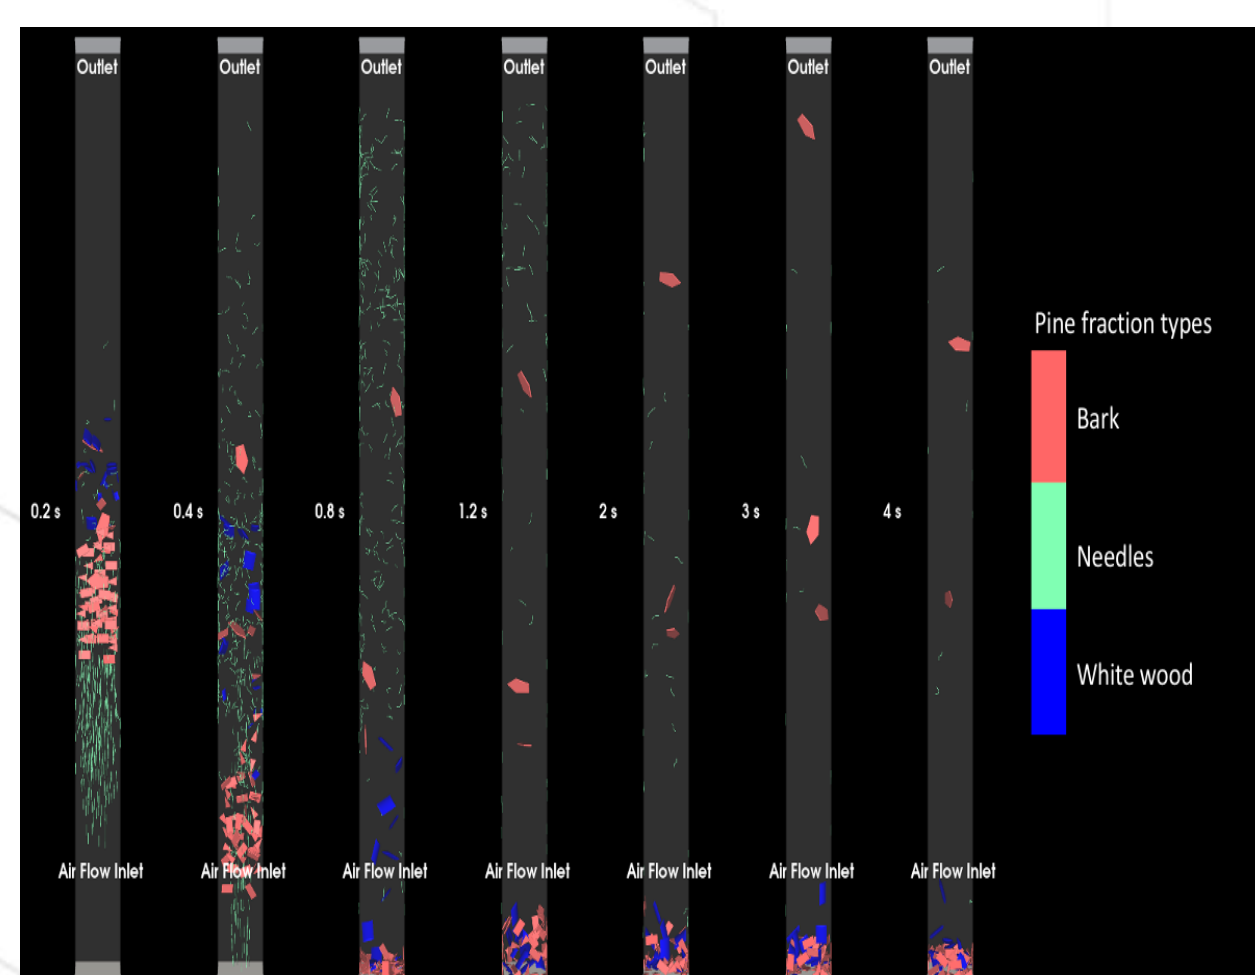 Outlet
Outlet
Outlet
Outlet
Outlet
Outlet
Outlet
Pine fraction types
Bark
0.2 s
0.4 s
0.8 s
1.2 s
2 s
3 s
4 s
Needles
White wood
Air Flow Inlet
Air Flow Inlet
Air Flow Inlet
Air Flow Inlet
Air Flow Inlet
Air Flow Inlet
Air Flow Inlet